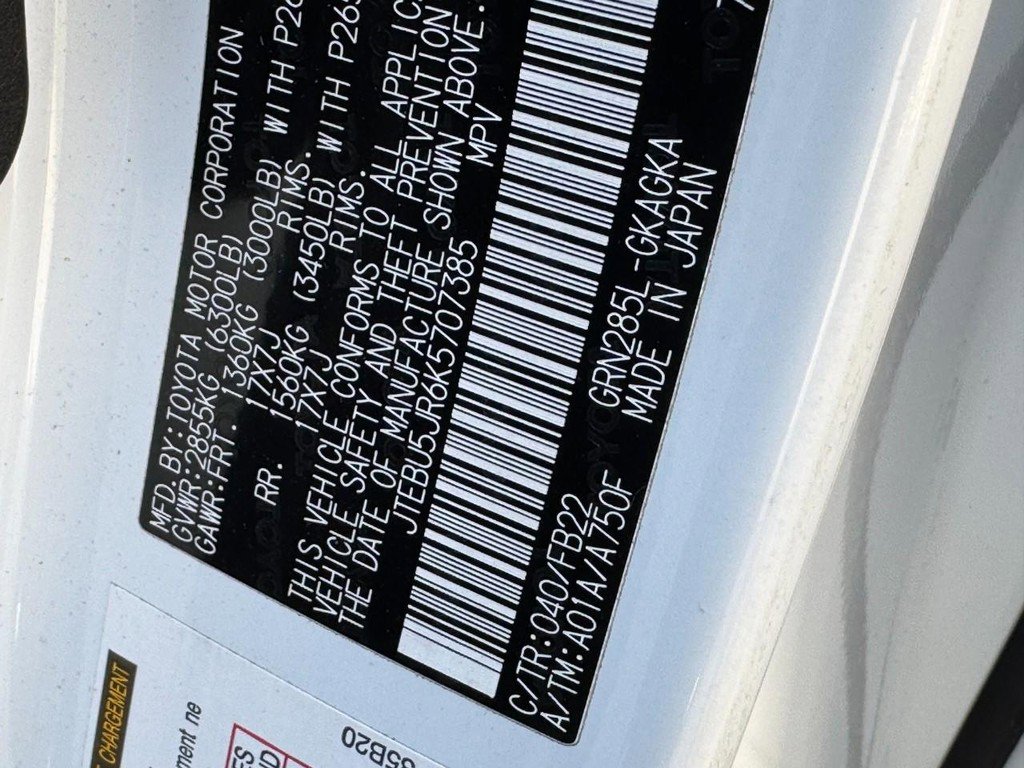 MFD.BY:TOYOTA MOTOR CORPORATION
GVWR:2855KG (6300LB)
GAWR:FRT. 1360KG (3000LB) WITH
17X7J RIMS.
RR. 1560KG (3450LB) WITH
17X7J RIMS.
THIS VEHICLE CONFORMS TO ALL
VEHICLE SAFETY AND THEFT PREVENTION
THE DATE OF MANUFACTURE SHOWN ABOVE.
JTEBU5JR6K5707385 MPV
C/TR:040/FB22 GRN285L-GKAGKA
A/TM:A01A/A750F MADE IN JAPAN
CHARGEMENT
ne